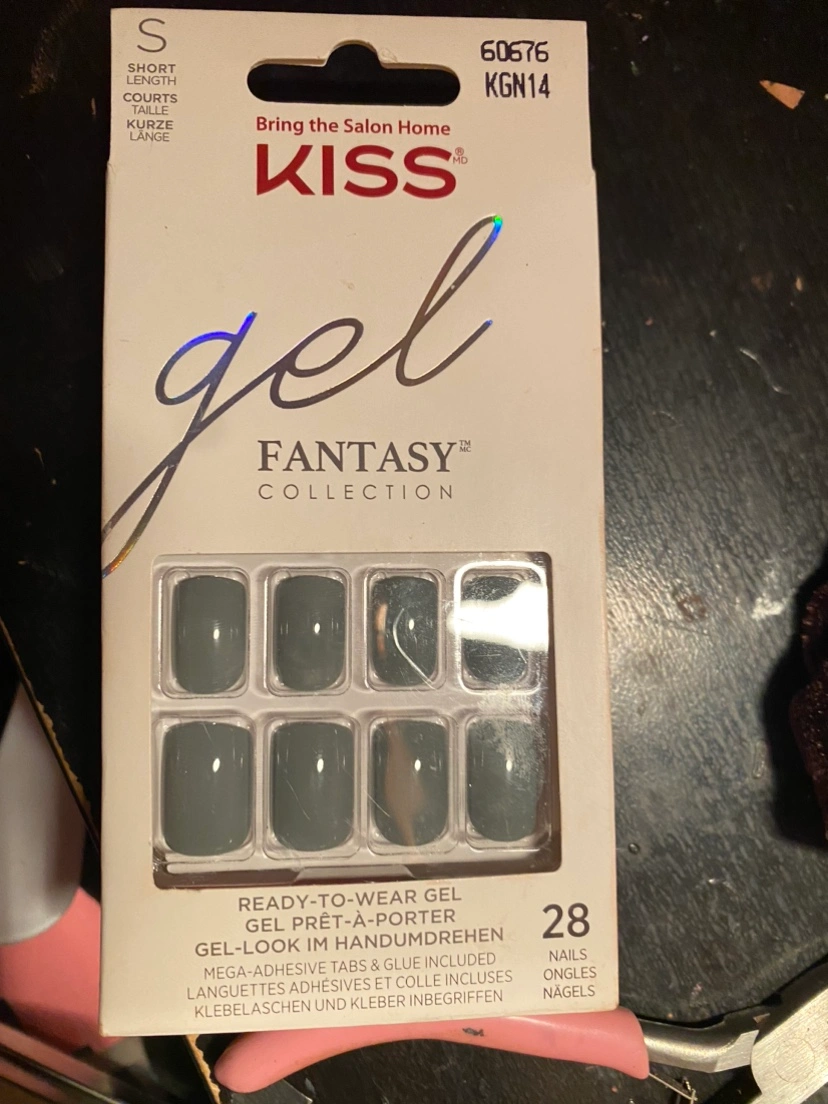 S
SHORT
LENGTH
COURTS
TAILLE
KURZE
LÄNGE
60676
KGN14
Bring the Salon Home
KISS®MD
gel
FANTASY™MC
COLLECTION
READY-TO-WEAR GEL
GEL PRÊT-À-PORTER
GEL-LOOK IM HANDUMDREHEN
MEGA-ADHESIVE TABS & GLUE INCLUDED
LANGUETTES ADHÉSIVES ET COLLE INCLUSES
KLEBELASCHEN UND KLEBER INBEGRIFFEN
28
NAILS
ONGLES
NÄGELS